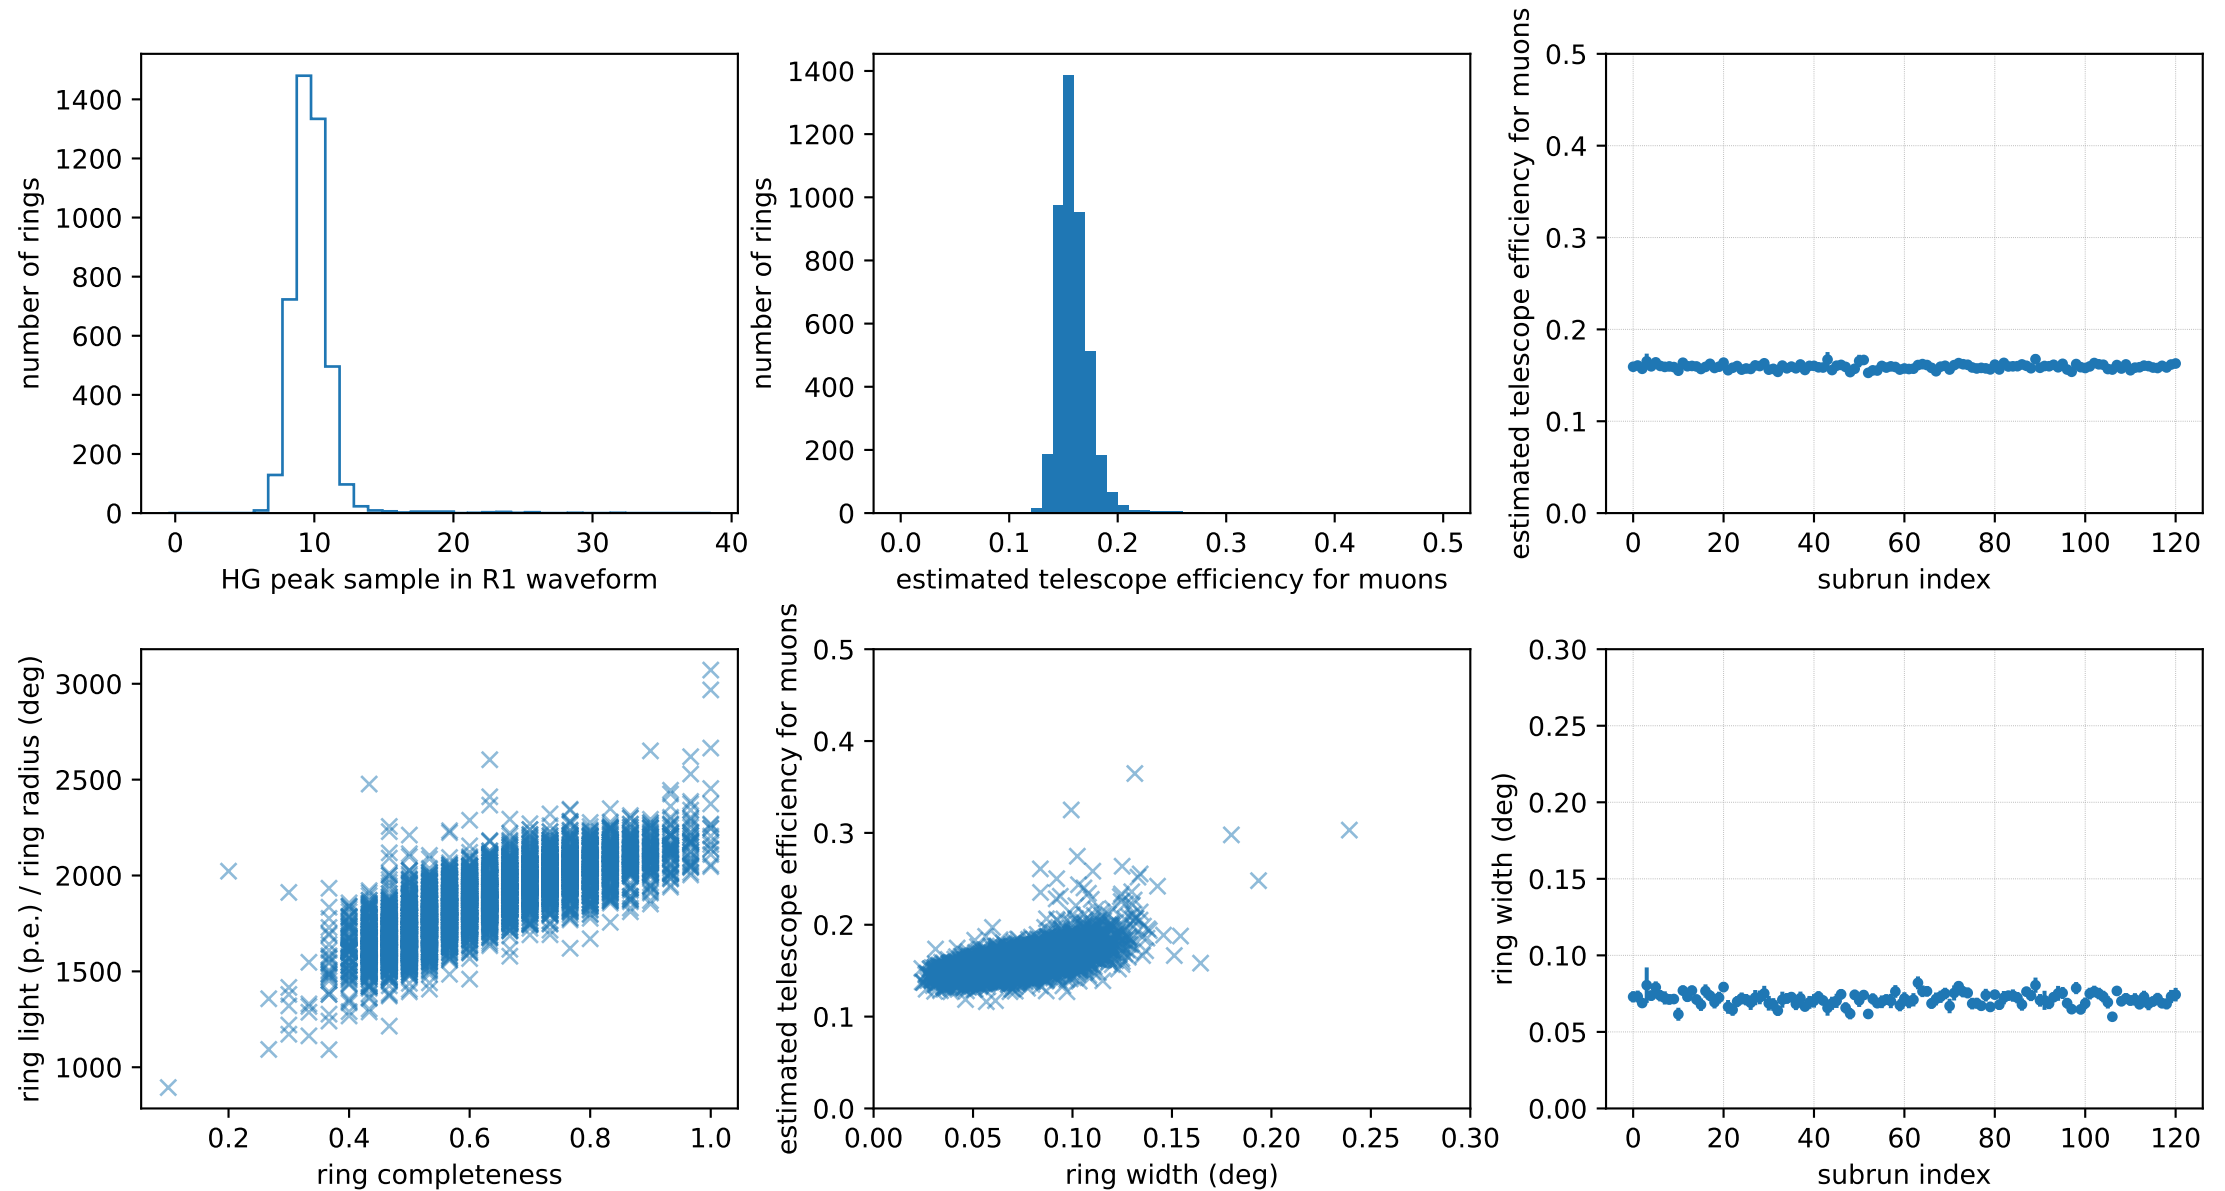 number of rings
1400
1200
1000
800
600
400
200
0
0 10 20 30 40
HG peak sample in R1 waveform
number of rings
1400
1200
1000
800
600
400
200
0
0.0 0.1 0.2 0.3 0.4 0.5
estimated telescope efficiency for muons
estimated telescope efficiency for muons
0.5
0.4
0.3
0.2
0.1
0.0
0 20 40 60 80 100 120
subrun index
ring light (p.e.) / ring radius (deg)
3000
2500
2000
1500
1000
0.2 0.4 0.6 0.8 1.0
ring completeness
estimated telescope efficiency for muons
0.5
0.4
0.3
0.2
0.1
0.0
0.00 0.05 0.10 0.15 0.20 0.25 0.30
ring width (deg)
ring width (deg)
0.30
0.25
0.20
0.15
0.10
0.05
0.00
0 20 40 60 80 100 120
subrun index